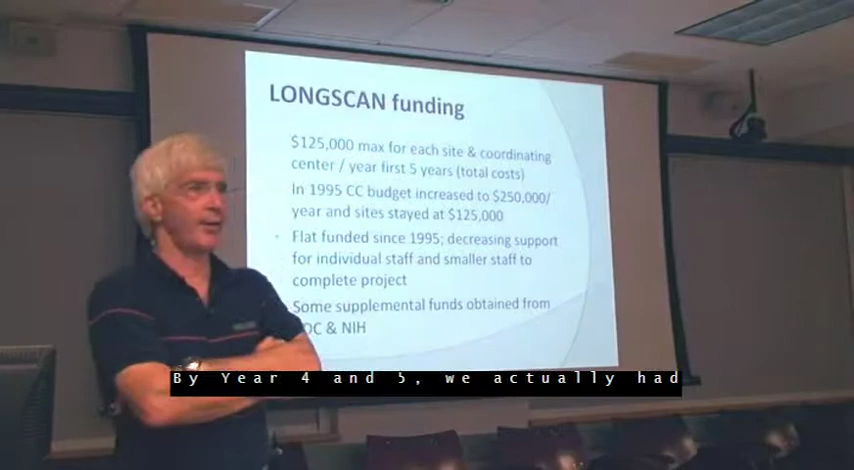 LONGSCAN funding
$125,000 max for each site & coordinating
center / year first 5 years (total costs)
In 1995 CC budget increased to $250,000/
year and sites stayed at $125,000
Flat funded since 1995; decreasing support
for individual staff and smaller staff to
complete project
Some supplemental funds obtained from
& NIH
By Year 4 and 5, we actually had